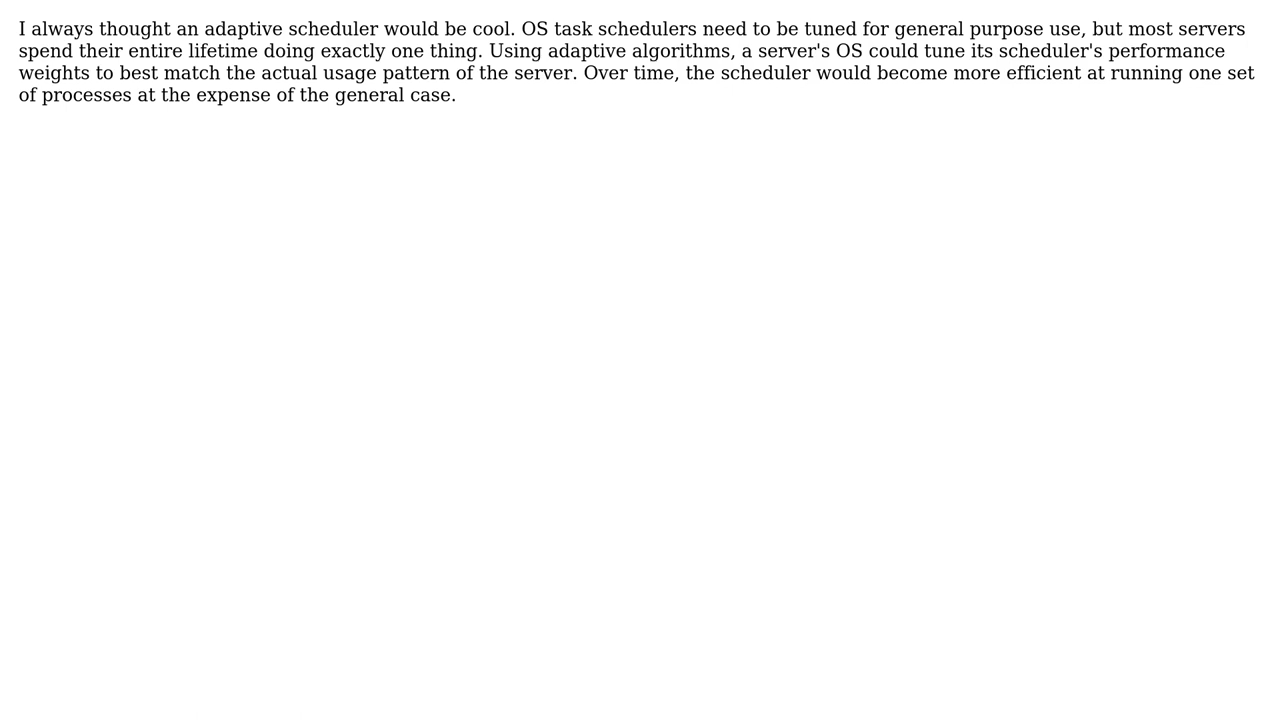 I always thought an adaptive scheduler would be cool. OS task schedulers need to be tuned for general purpose use, but most servers
spend their entire lifetime doing exactly one thing. Using adaptive algorithms, a server's OS could tune its scheduler's performance
weights to best match the actual usage pattern of the server. Over time, the scheduler would become more efficient at running one set
of processes at the expense of the general case.